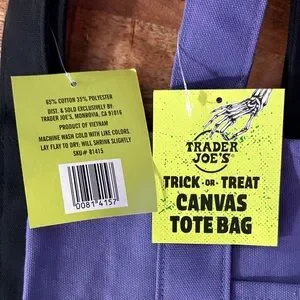 65% COTTON 35% POLYESTER
DIST. & SOLD EXCLUSIVELY BY:
TRADER JOE'S, MONROVIA, CA 91016
PRODUCT OF VIETNAM
MACHINE WASH COLD WITH LIKE COLORS.
LAY FLAT TO DRY; WILL SHRINK SLIGHTLY
SKU# 81415
0081 4157
TRADER
JOE'S®
TRICK-OR-TREAT
CANVAS
TOTE BAG